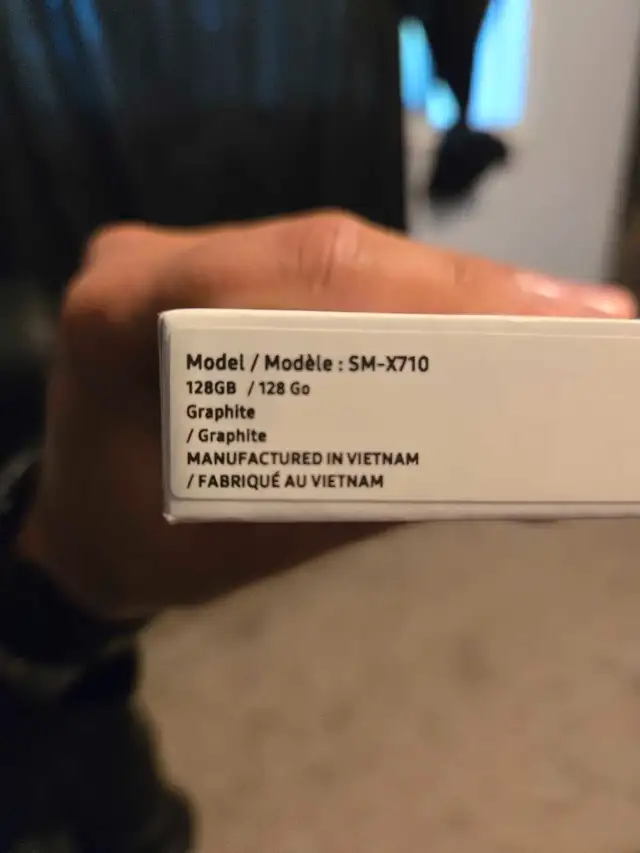 Model / Modèle : SM-X710
128GB / 128 Go
Graphite
/ Graphite
MANUFACTURED IN VIETNAM
/ FABRIQUÉ AU VIETNAM